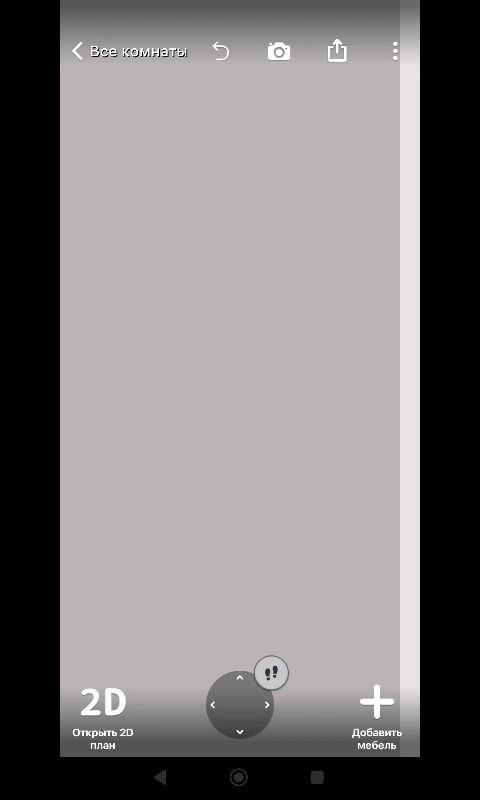 Все комнаты
2D
Открыть 2D
план
Добавить
мебель